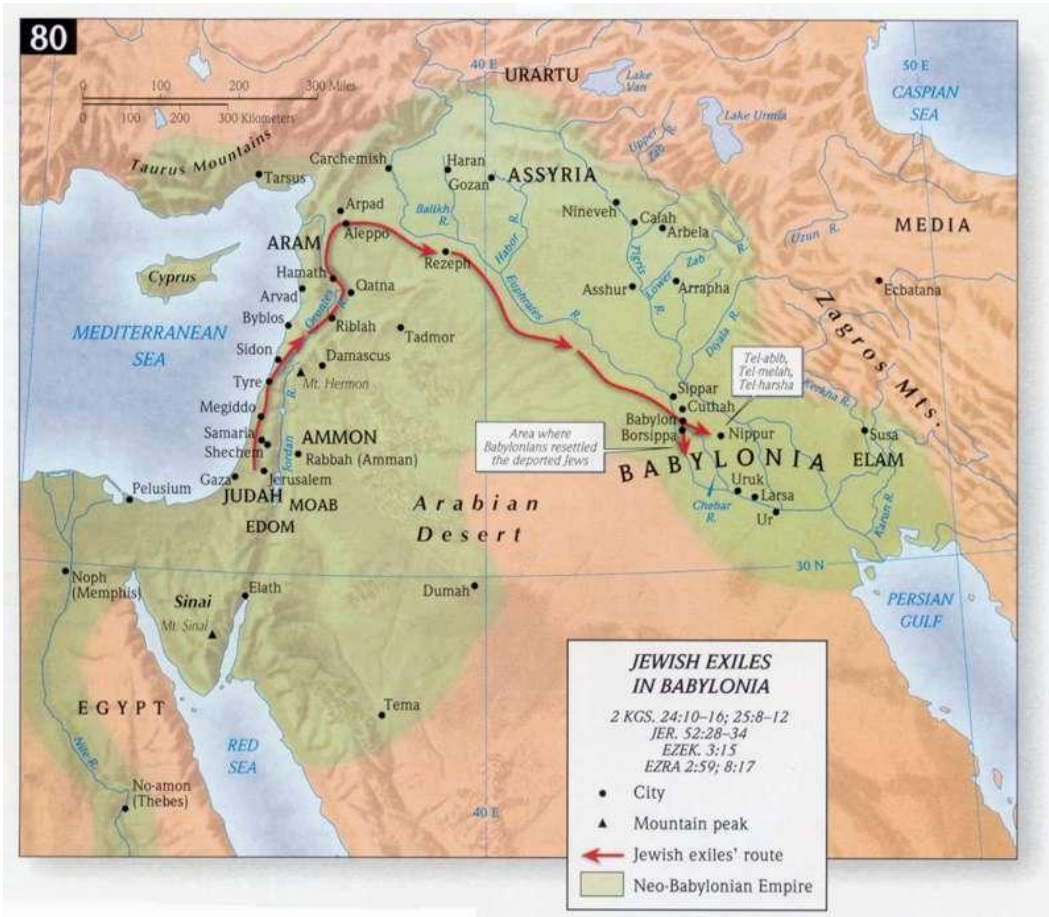 80
40 E
URARTU
Lake
Van
50 E
CASPIAN
SEA
0 100 200 300 Miles
0 100 200 300 Kilometers
Lake Urmia
Upper
Zab R.
Taurus Mountains
Tarsus
Carchemish
Haran
Gozan
ASSYRIA
Balikh
R.
Habor R.
Nineveh
Calah
Arbela
MEDIA
Uzun R.
Arpad
Aleppo
ARAM
Rezeph
Tigris
R.
Lower Zab R.
Cyprus
Hamath
Arvad
Qatna
Orontes R.
Euphrates R.
Asshur
Arrapha
Ecbatana
Byblos
Riblah
Tadmor
MEDITERRANEAN
SEA
Diyala R.
Zagros Mts.
Sidon
Damascus
Tyre
Mt. Hermon
Tel-abib,
Tel-melah,
Tel-harsha
Kerkha R.
Megiddo
Sippar
Cuthah
Babylon
Borsippa
Nippur
Susa
Samaria
Shechem
AMMON
Rabbah (Amman)
Jordan R.
Area where
Babylonians resettled
the deported Jews
BABYLONIA
ELAM
Gaza
Jerusalem
JUDAH
MOAB
EDOM
Pelusium
Uruk
Larsa
Ur
Chebar
R.
Karun R.
Arabian
Desert
30 N
Noph
(Memphis)
Sinai
Mt. Sinai
Elath
Dumah
PERSIAN
GULF
EGYPT
Nile R.
RED
SEA
Tema
No-amon
(Thebes)
40 E
JEWISH EXILES
IN BABYLONIA
2 KGS. 24:10–16; 25:8–12
JER. 52:28–34
EZEK. 3:15
EZRA 2:59; 8:17
City
Mountain peak
Jewish exiles' route
Neo-Babylonian Empire